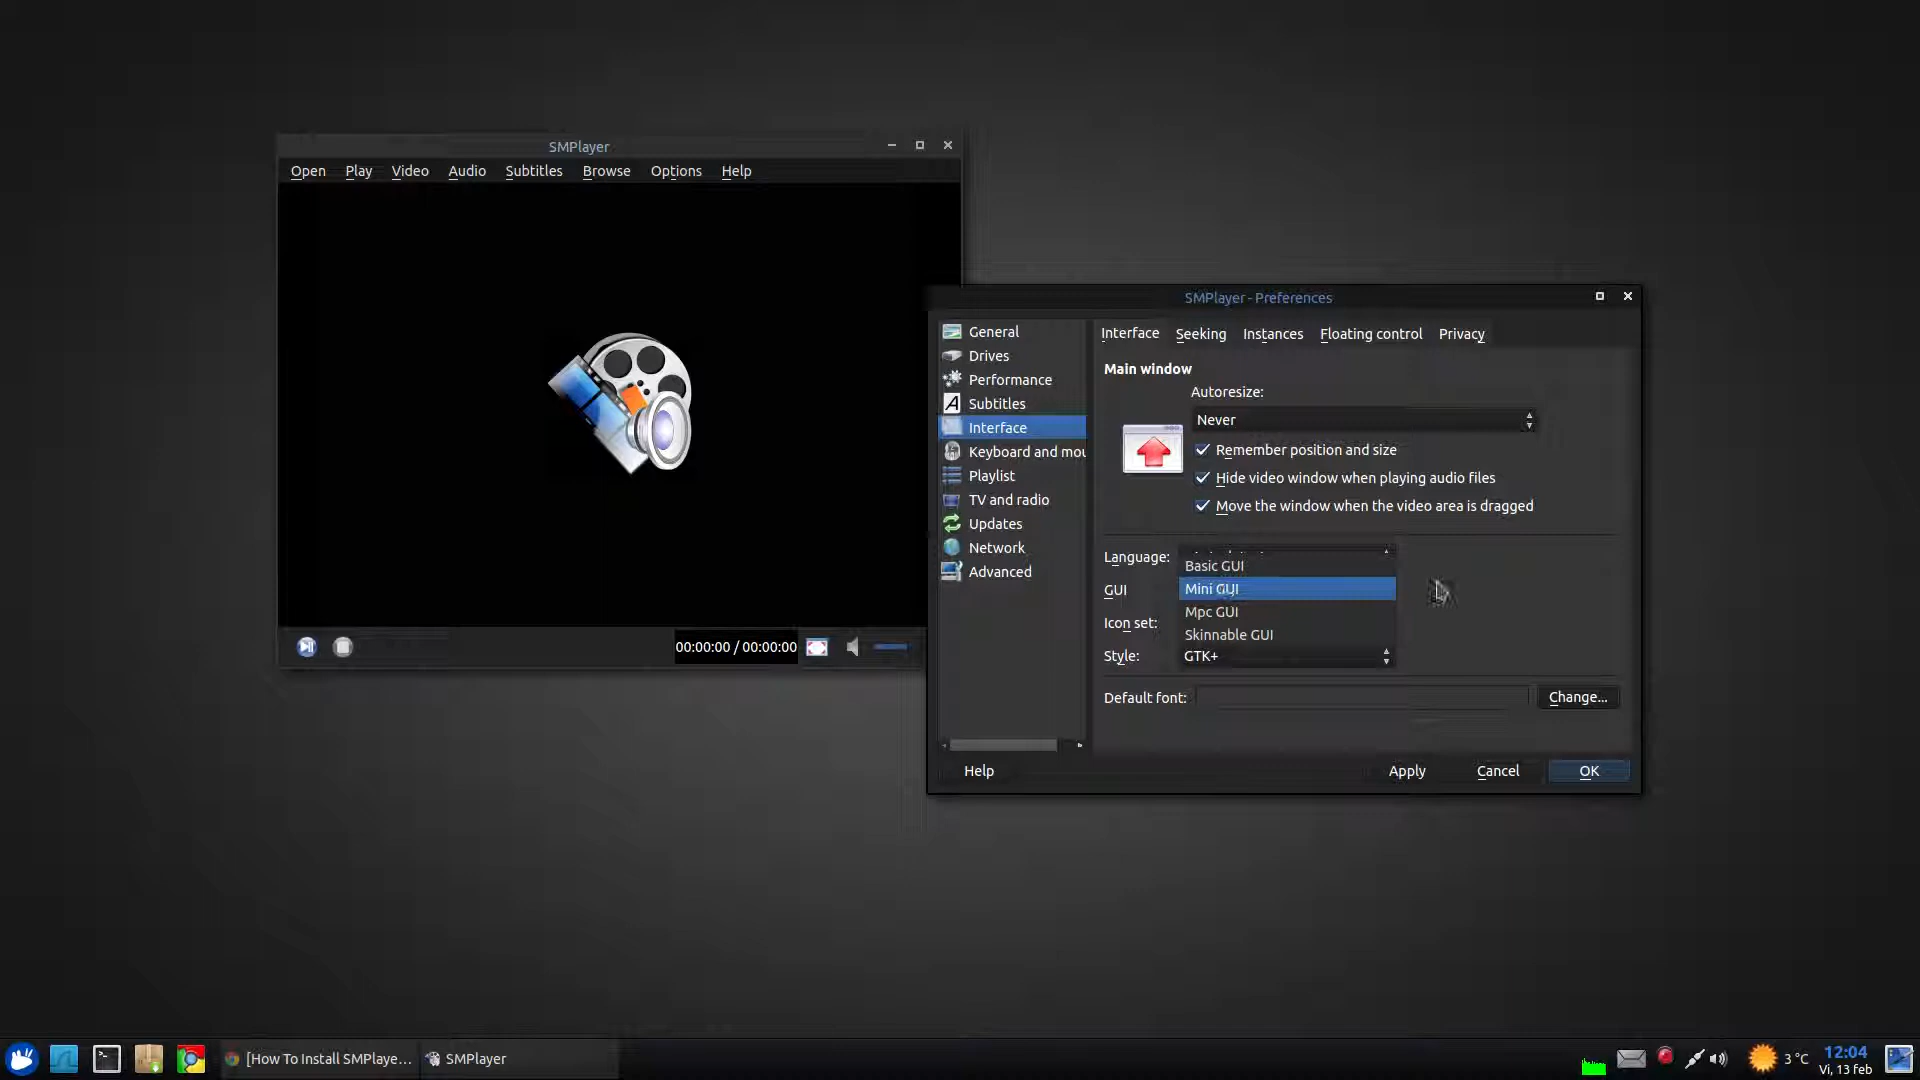 SMPlayer
Open Play Video Audio Subtitles Browse Options Help
00:00:00 / 00:00:00
SMPlayer - Preferences
General
Drives
Performance
Subtitles
Interface
Keyboard and mou
Playlist
TV and radio
Updates
Network
Advanced
Interface Seeking Instances Floating control Privacy
Main window
Autoresize:
Never
Remember position and size
Hide video window when playing audio files
Move the window when the video area is dragged
Language:
GUI
Basic GUI
Mini GUI
Mpc GUI
Skinnable GUI
Icon set:
Style: GTK+
Default font: Change...
Help Apply Cancel OK
[How To Install SMPlaye... SMPlayer
3 °C 12:04
Vi, 13 feb